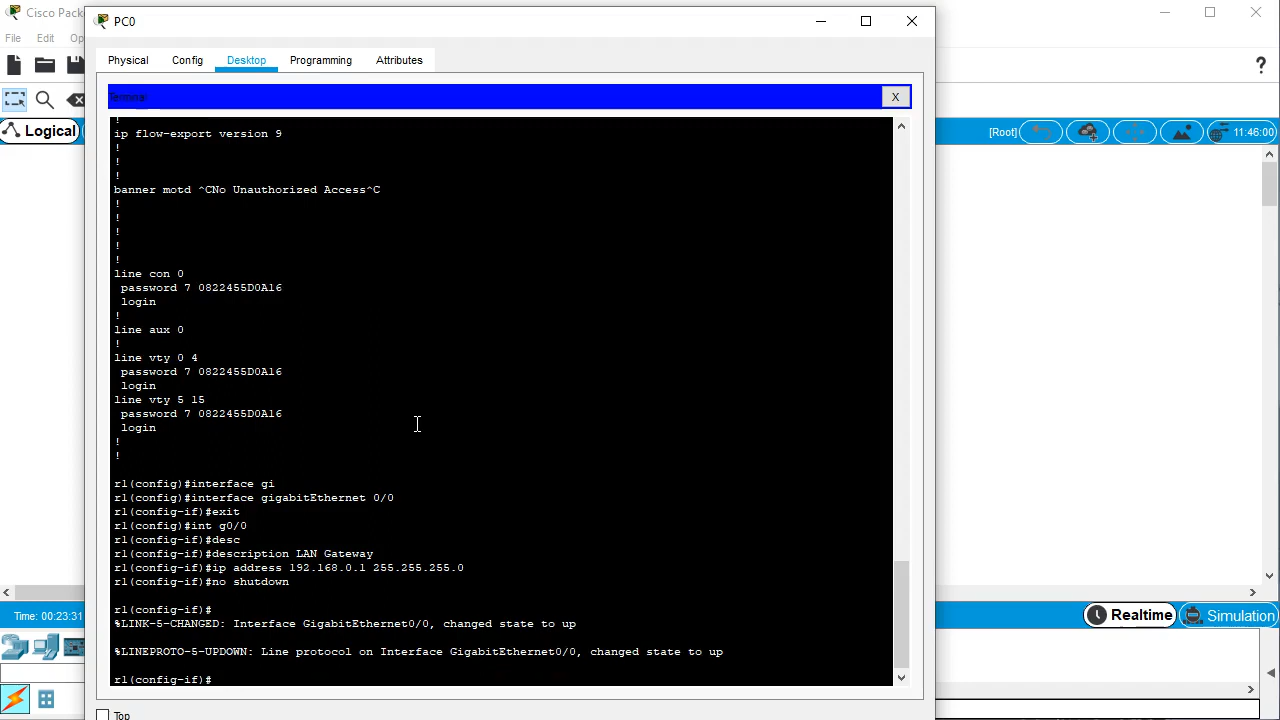 Cisco Pack
PC0
File Edit Op
Physical Config Desktop Programming Attributes
?
Terminal
X
Logical
[Root]
11:46:00
!
ip flow-export version 9
!
!
!
banner motd ^CNo Unauthorized Access^C
!
!
!
!
!
line con 0
password 7 0822455D0A16
login
!
line aux 0
!
line vty 0 4
password 7 0822455D0A16
login
line vty 5 15
password 7 0822455D0A16
login
!
!
r1(config)#interface gi
r1(config)#interface gigabitEthernet 0/0
r1(config-if)#exit
r1(config)#int g0/0
r1(config-if)#desc
r1(config-if)#description LAN Gateway
r1(config-if)#ip address 192.168.0.1 255.255.255.0
r1(config-if)#no shutdown
r1(config-if)#
%LINK-5-CHANGED: Interface GigabitEthernet0/0, changed state to up
%LINEPROTO-5-UPDOWN: Line protocol on Interface GigabitEthernet0/0, changed state to up
r1(config-if)#
Time: 00:23:31
Realtime
Simulation
Top